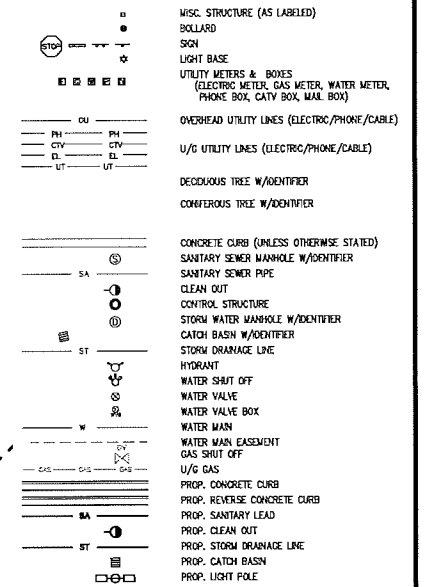 MISC. STRUCTURE (AS LABELED)
BOLLARD
STOP SIGN
LIGHT BASE
UTILITY METERS & BOXES
(ELECTRIC METER, GAS METER, WATER METER,
PHONE BOX, CATV BOX, MAIL BOX)
OU OVERHEAD UTILITY LINES (ELECTRIC/PHONE/CABLE)
PH PH
CTV CTV
EL EL
UT UT
U/G UTILITY LINES (ELECTRIC/PHONE/CABLE)
DECIDUOUS TREE W/IDENTIFIER
CONIFEROUS TREE W/IDENTIFIER
CONCRETE CURB (UNLESS OTHERWISE STATED)
S SANITARY SEWER MANHOLE W/IDENTIFIER
SA SANITARY SEWER PIPE
CLEAN OUT
CONTROL STRUCTURE
D STORM WATER MANHOLE W/IDENTIFIER
CATCH BASIN W/IDENTIFIER
ST STORM DRAINAGE LINE
HYDRANT
WATER SHUT OFF
WATER VALVE
WATER VALVE BOX
W WATER MAIN
WATER MAIN EASEMENT
GAS SHUT OFF
GAS GAS GAS U/G GAS
PROP. CONCRETE CURB
PROP. REVERSE CONCRETE CURB
SA PROP. SANITARY LEAD
PROP. CLEAN OUT
ST PROP. STORM DRAINAGE LINE
PROP. CATCH BASIN
PROP. LIGHT POLE